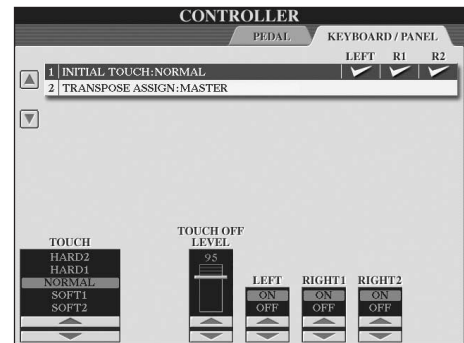 CONTROLLER
PEDAL KEYBOARD / PANEL
LEFT R1 R2
1 INITIAL TOUCH:NORMAL
2 TRANSPOSE ASSIGN:MASTER
TOUCH
HARD2
HARD1
NORMAL
SOFT1
SOFT2
TOUCH OFF
LEVEL
95
LEFT
ON
OFF
RIGHT1
ON
OFF
RIGHT2
ON
OFF